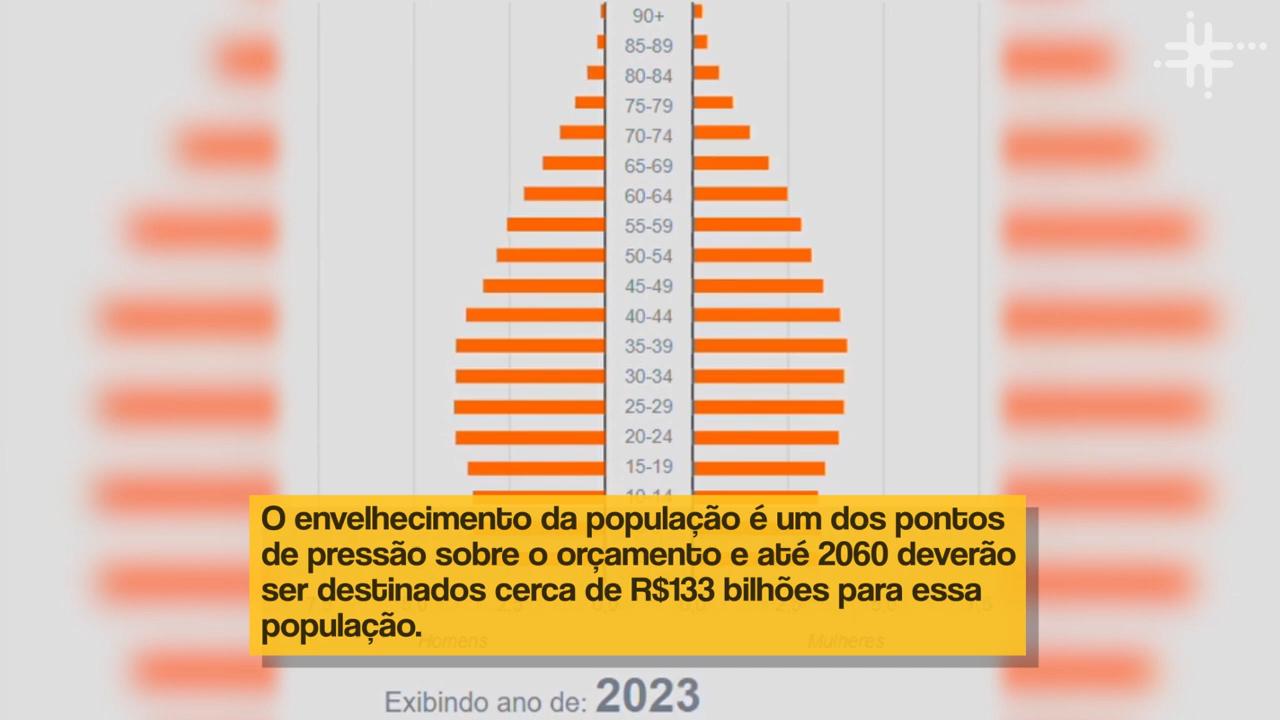 90+
85-89
80-84
75-79
70-74
65-69
60-64
55-59
50-54
45-49
40-44
35-39
30-34
25-29
20-24
15-19
10-14
O envelhecimento da população é um dos pontos
de pressão sobre o orçamento e até 2060 deverão
ser destinados cerca de R$133 bilhões para essa
população.
Homens Mulheres
Exibindo ano de: 2023